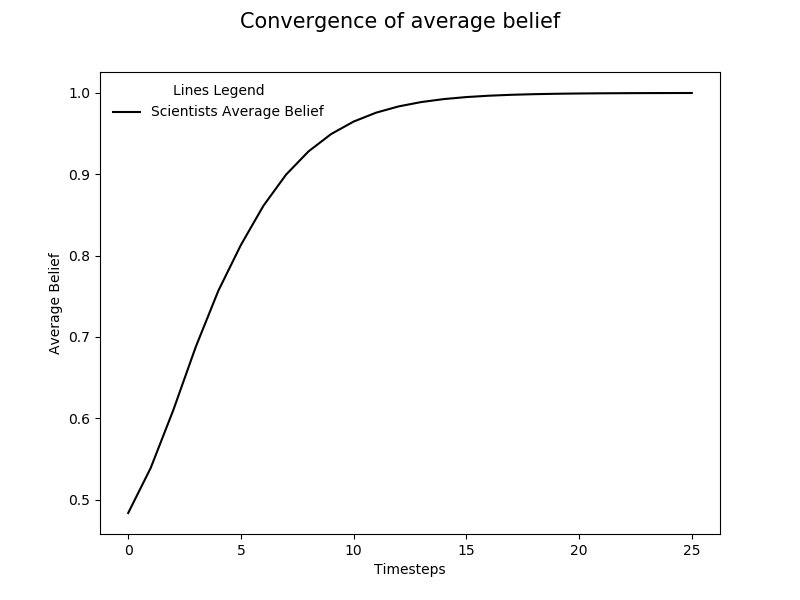 Convergence of average belief
Lines Legend
Scientists Average Belief
1.0
0.9
0.8
0.7
0.6
0.5
Average Belief
0 5 10 15 20 25
Timesteps